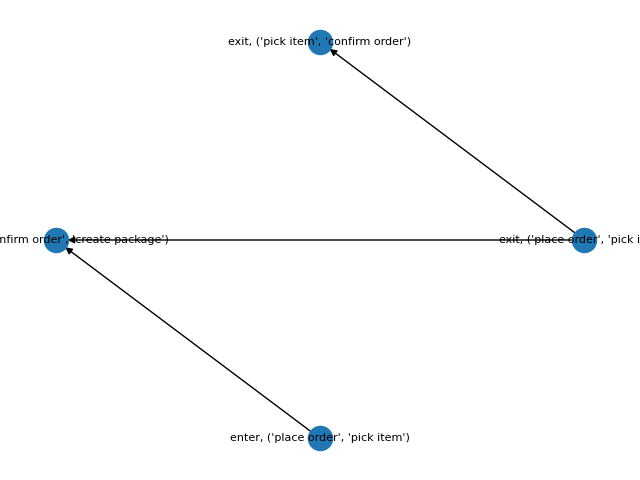 exit, ('pick item', 'confirm order')
nfirm order', 'create package')
exit, ('place order', 'pick i
enter, ('place order', 'pick item')